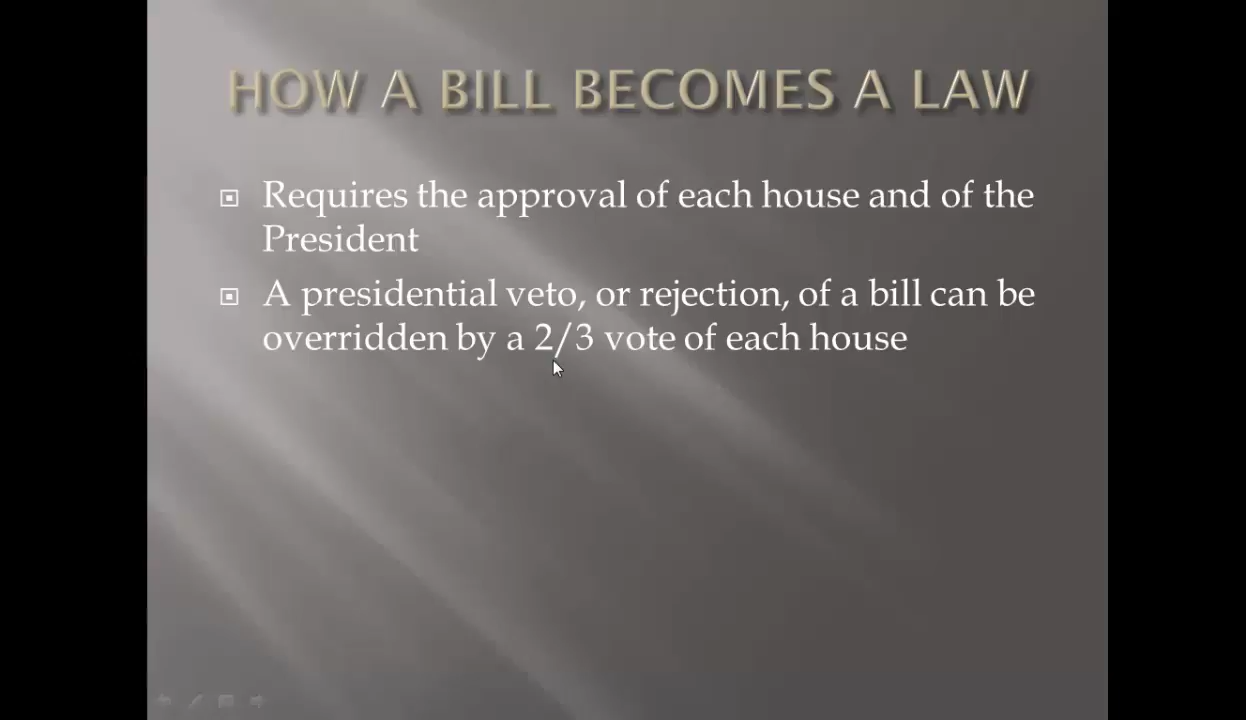 HOW A BILL BECOMES A LAW
Requires the approval of each house and of the
President
A presidential veto, or rejection, of a bill can be
overridden by a 2/3 vote of each house